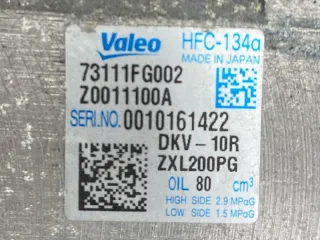 Valeo HFC-134a
MADE IN JAPAN
73111FG002
Z0011100A
SERI.NO. 0010161422
DKV-10R
ZXL200PG
OIL 80 cm³
HIGH SIDE 2.9 MPaG
LOW SIDE 1.5 MPaG